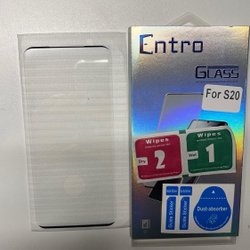 Entro
GLASS
For S20
Wipes
Dry
2
Wipes
Wet
1
Dust-absorber